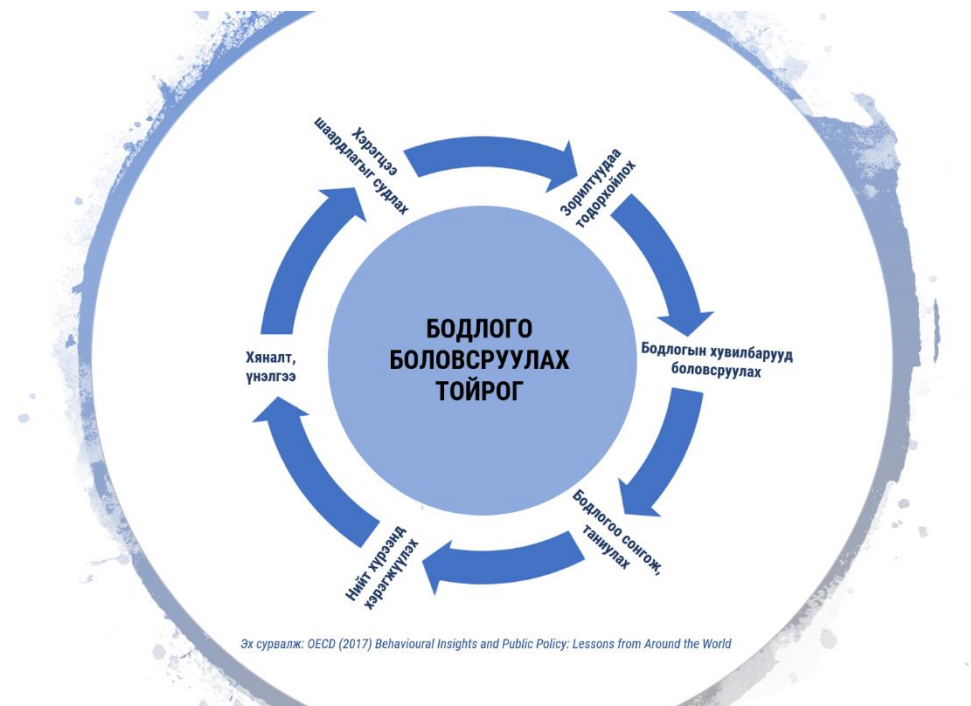 Хэрэгцээ
шаардлагыг судлах
Зорилтуудаа
тодорхойлох
Бодлогын хувилбарууд
боловсруулах
Бодлогоо сонгож,
таниулах
Нийт хүрээнд
хэрэгжүүлэх
Хяналт,
үнэлгээ
БОДЛОГО
БОЛОВСРУУЛАХ
ТОЙРОГ
Эх сурвалж: OECD (2017) Behavioural Insights and Public Policy: Lessons from Around the World